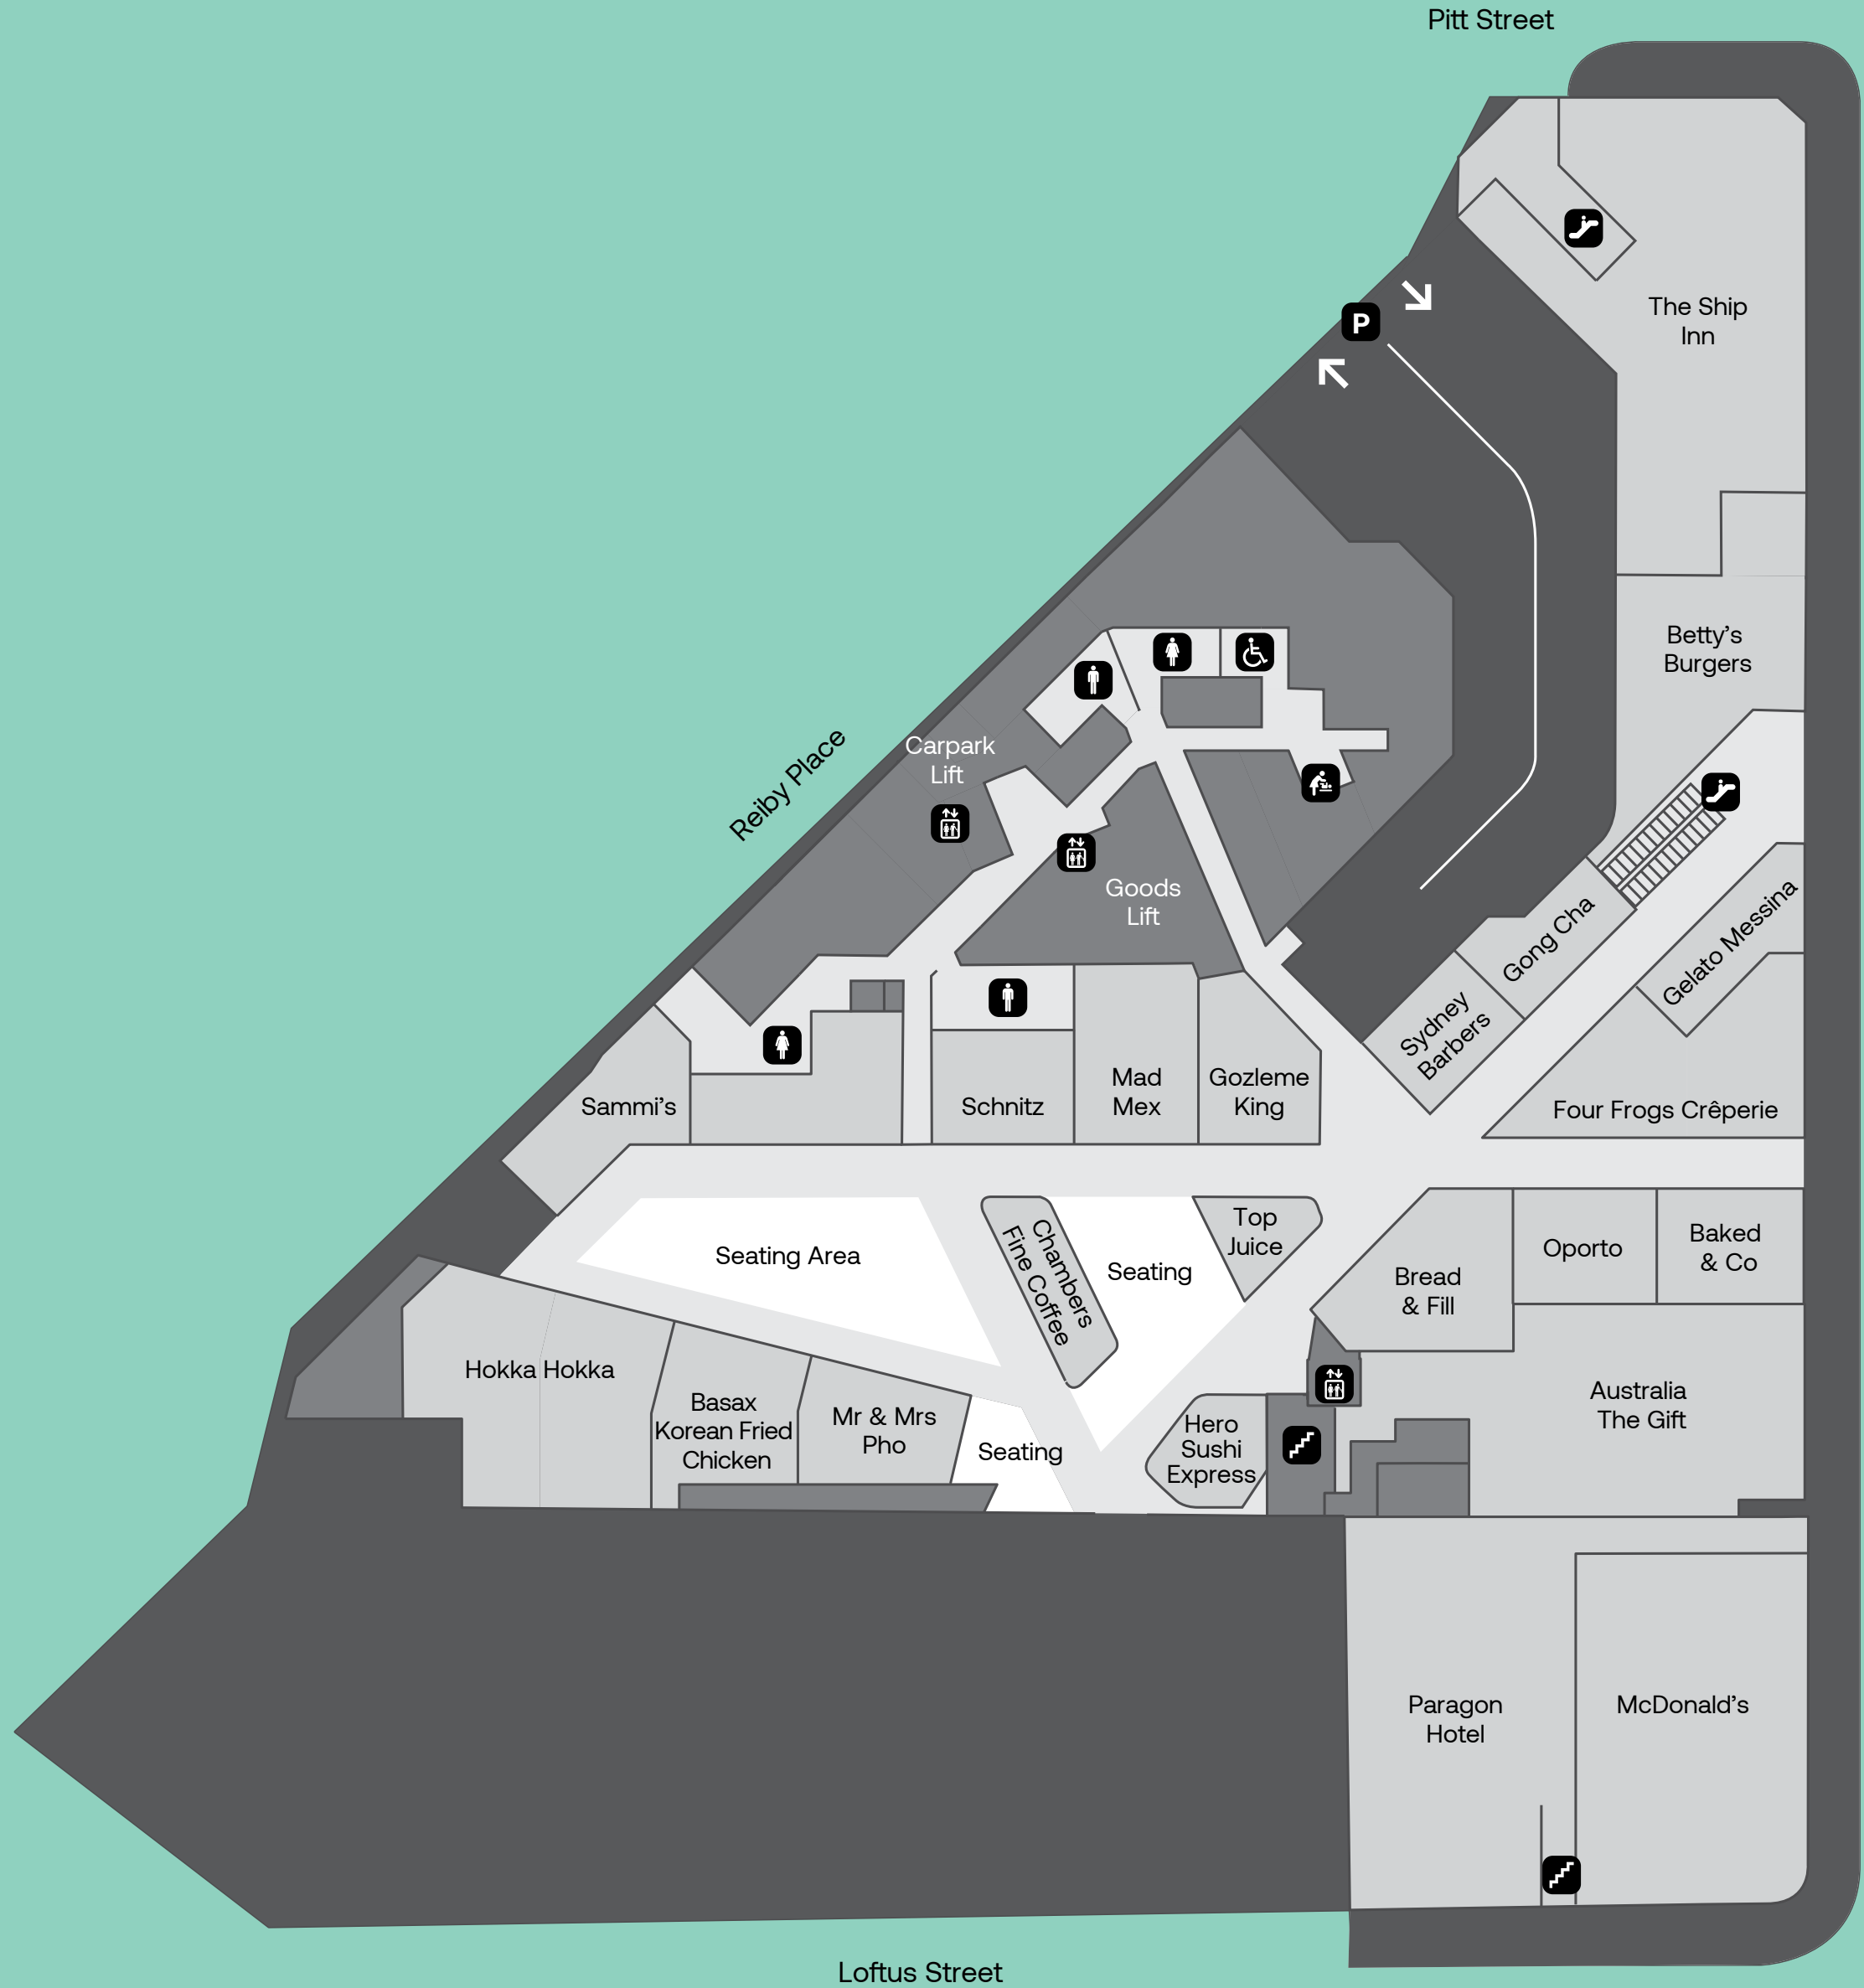 Pitt Street
P
The Ship
Inn
Betty’s
Burgers
Carpark
Lift
Reiby Place
Goods
Lift
Gong Cha
Gelato Messina
Sydney
Barbers
Sammi’s
Schnitz
Mad
Mex
Gozleme
King
Four Frogs Crêperie
Seating Area
Chambers
Fine Coffee
Seating
Top
Juice
Bread
& Fill
Oporto
Baked
& Co
Hokka Hokka
Basax
Korean Fried
Chicken
Mr & Mrs
Pho
Seating
Hero
Sushi
Express
Australia
The Gift
Paragon
Hotel
McDonald’s
Loftus Street